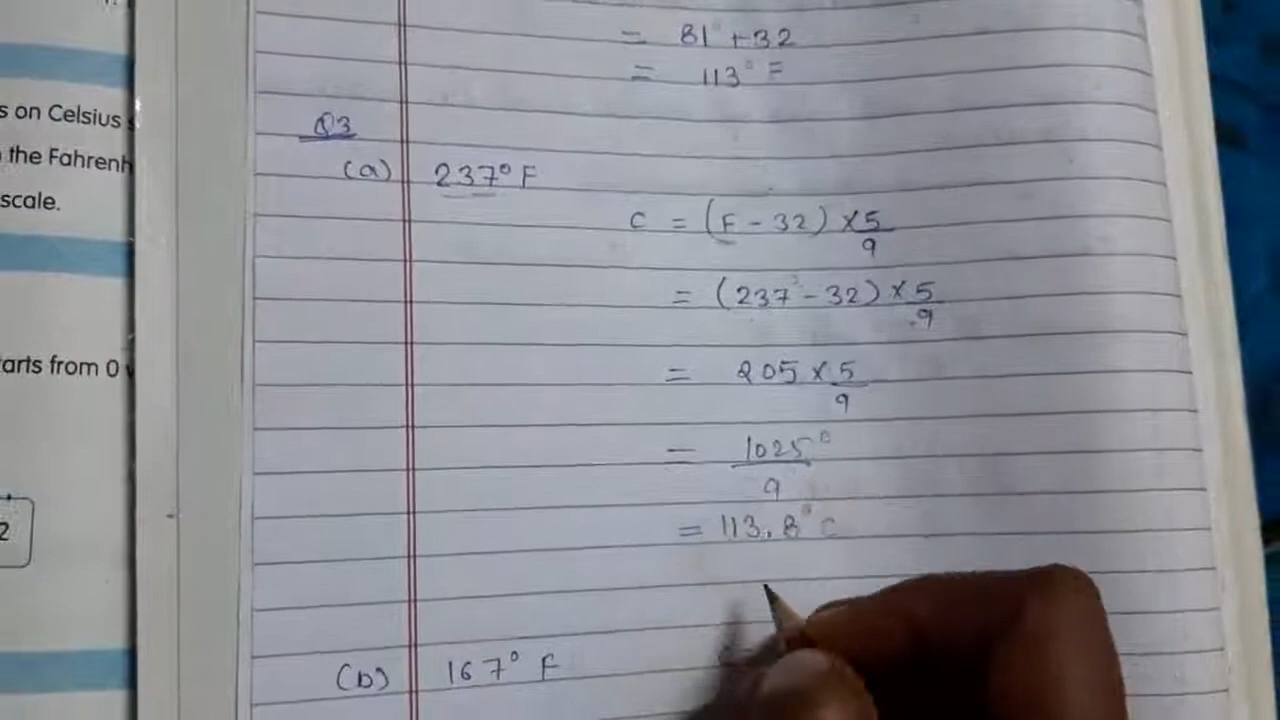 = 81° + 32
= 113° F
s on Celsius
the Fahrenh
scale.
arts from 0
2
Q3
(a) 237° F
C = (F - 32) × 5/9
= (237° - 32) × 5/9
= 205 × 5/9
= 1025°/9
= 113.8° C
(b) 167° F